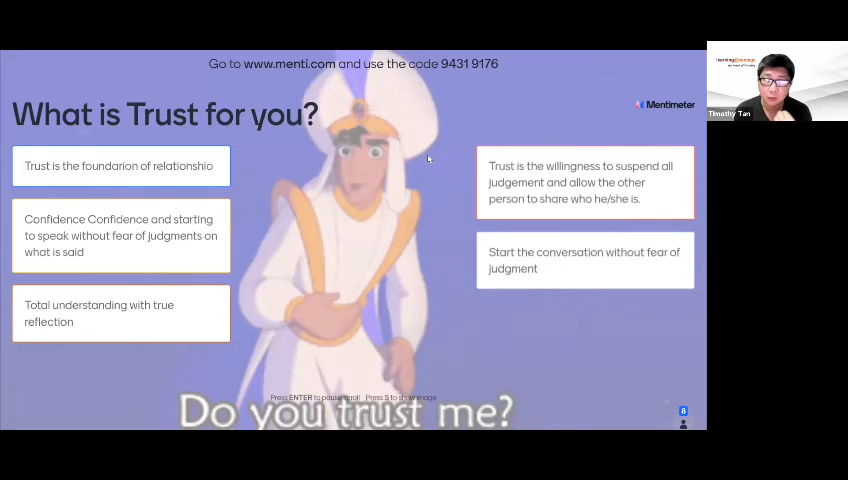 Go to www.menti.com and use the code 9431 9176
What is Trust for you?
Mentimeter
Trust is the foundarion of relationshio
Confidence Confidence and starting
to speak without fear of judgments on
what is said
Total understanding with true
reflection
Trust is the willingness to suspend all
judgement and allow the other
person to share who he/she is.
Start the conversation without fear of
judgment
Press ENTER to pause scroll Press S to show image
Do you trust me?
8
Timothy Tan